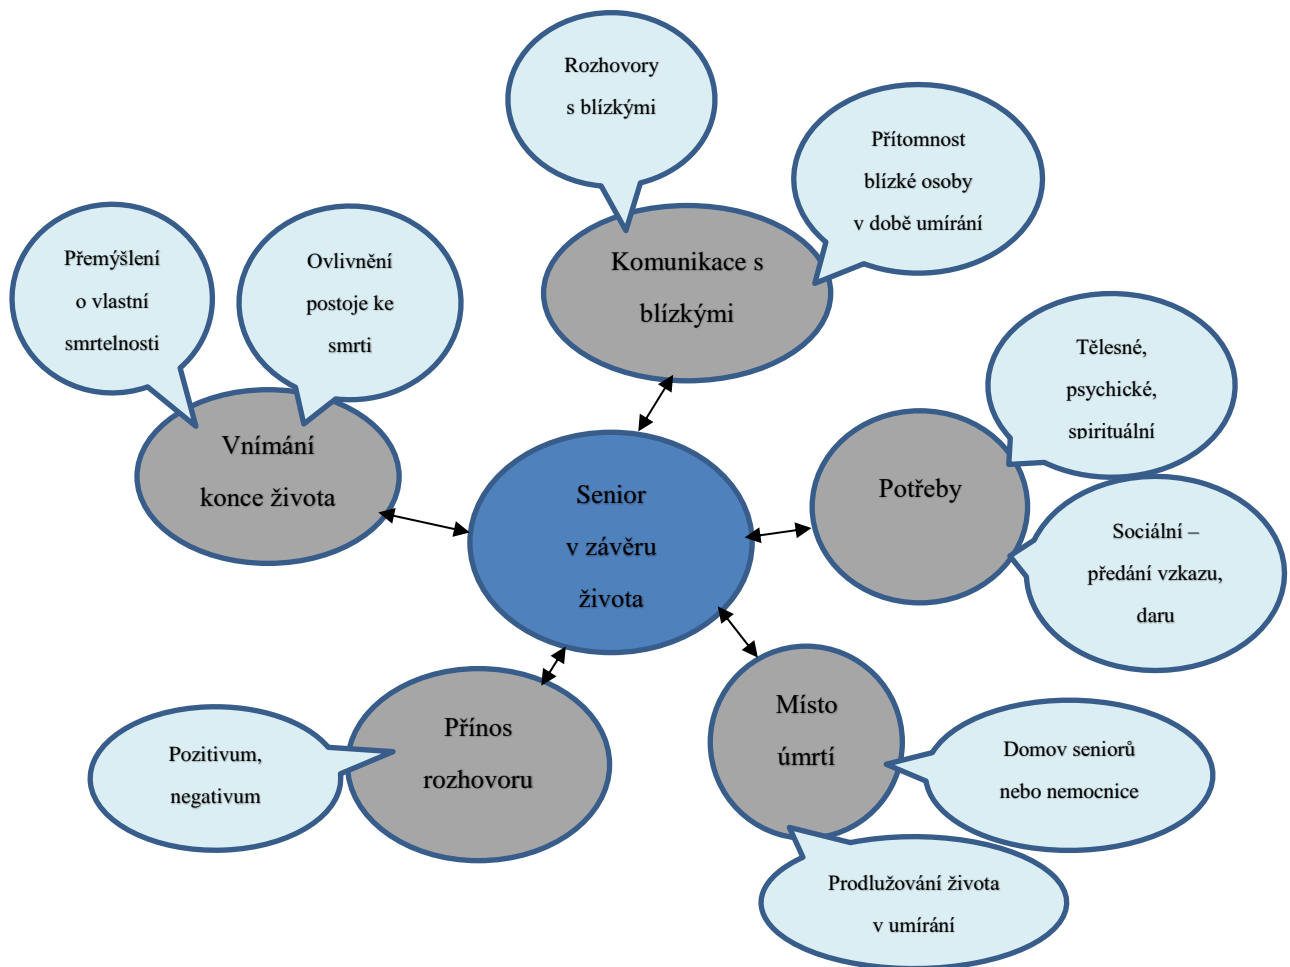 Rozhovory
s blízkými
Přítomnost
blízké osoby
v době umírání
Komunikace s
blízkými
Přemýšlení
o vlastní
smrtelnosti
Ovlivnění
postoje ke
smrti
Vnímání
konce života
Tělesné,
psychické,
spirituální
Potřeby
Sociální –
předání vzkazu,
daru
Senior
v závěru
života
Přínos
rozhovoru
Pozitivum,
negativum
Místo
úmrtí
Domov seniorů
nebo nemocnice
Prodlužování života
v umírání